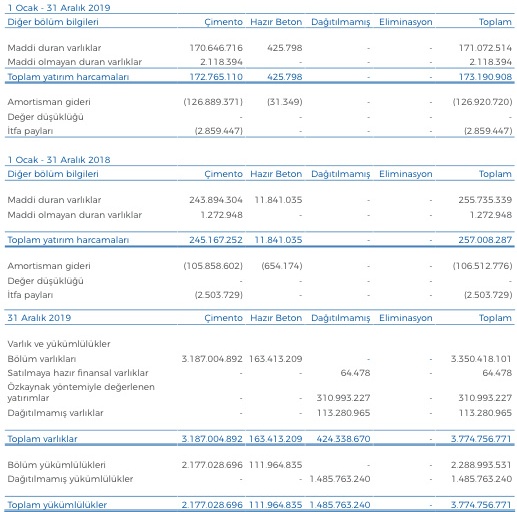 1 Ocak - 31 Aralık 2019
Diğer bölüm bilgileri Çimento Hazır Beton Dağıtılmamış Eliminasyon Toplam
Maddi duran varlıklar 170.646.716 425.798 - - 171.072.514
Maddi olmayan duran varlıklar 2.118.394 - - - 2.118.394
Toplam yatırım harcamaları 172.765.110 425.798 - - 173.190.908
Amortisman gideri (126.889.371) (31.349) - - (126.920.720)
Değer düşüklüğü - - - - -
İtfa payları (2.859.447) - - - (2.859.447)
1 Ocak - 31 Aralık 2018
Diğer bölüm bilgileri Çimento Hazır Beton Dağıtılmamış Eliminasyon Toplam
Maddi duran varlıklar 243.894.304 11.841.035 - - 255.735.339
Maddi olmayan duran varlıklar 1.272.948 - - - 1.272.948
Toplam yatırım harcamaları 245.167.252 11.841.035 - - 257.008.287
Amortisman gideri (105.858.602) (654.174) - - (106.512.776)
Değer düşüklüğü - - - - -
İtfa payları (2.503.729) - - - (2.503.729)
31 Aralık 2019 Çimento Hazır Beton Dağıtılmamış Eliminasyon Toplam
Varlık ve yükümlülükler
Bölüm varlıkları 3.187.004.892 163.413.209 - - 3.350.418.101
Satılmaya hazır finansal varlıklar - - 64.478 - 64.478
Özkaynak yöntemiyle değerlenen
yatırımlar - - 310.993.227 - 310.993.227
Dağıtılmamış varlıklar - - 113.280.965 - 113.280.965
Toplam varlıklar 3.187.004.892 163.413.209 424.338.670 - 3.774.756.771
Bölüm yükümlülükleri 2.177.028.696 111.964.835 - - 2.288.993.531
Dağıtılmamış yükümlülükler - - 1.485.763.240 - 1.485.763.240
Toplam yükümlülükler 2.177.028.696 111.964.835 1.485.763.240 - 3.774.756.771